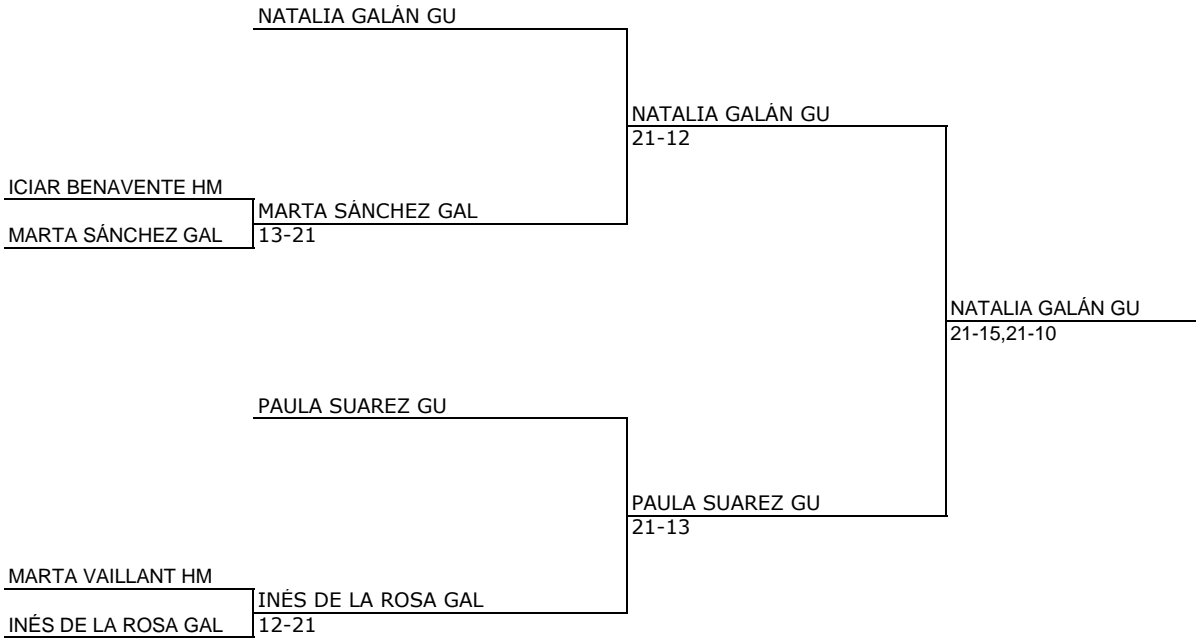 NATALIA GALÁN GU
NATALIA GALÁN GU
21-12
ICIAR BENAVENTE HM
MARTA SÁNCHEZ GAL
MARTA SÁNCHEZ GAL
13-21
NATALIA GALÁN GU
21-15,21-10
PAULA SUAREZ GU
PAULA SUAREZ GU
21-13
MARTA VAILLANT HM
INÉS DE LA ROSA GAL
INÉS DE LA ROSA GAL
12-21